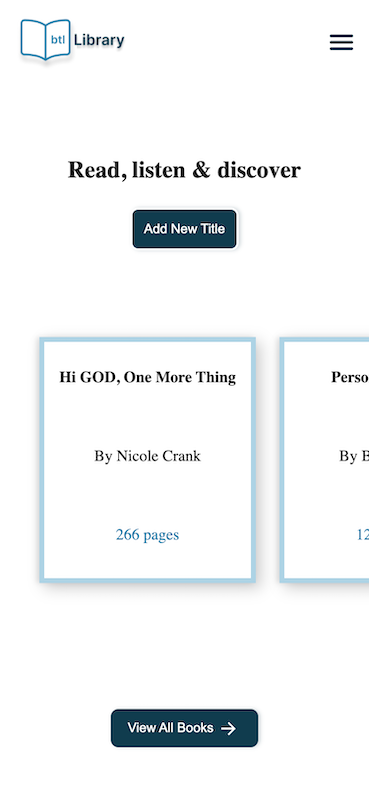 btl Library
Read, listen & discover
Add New Title
Hi GOD, One More Thing
Perso
By Nicole Crank
By
266 pages
12
View All Books